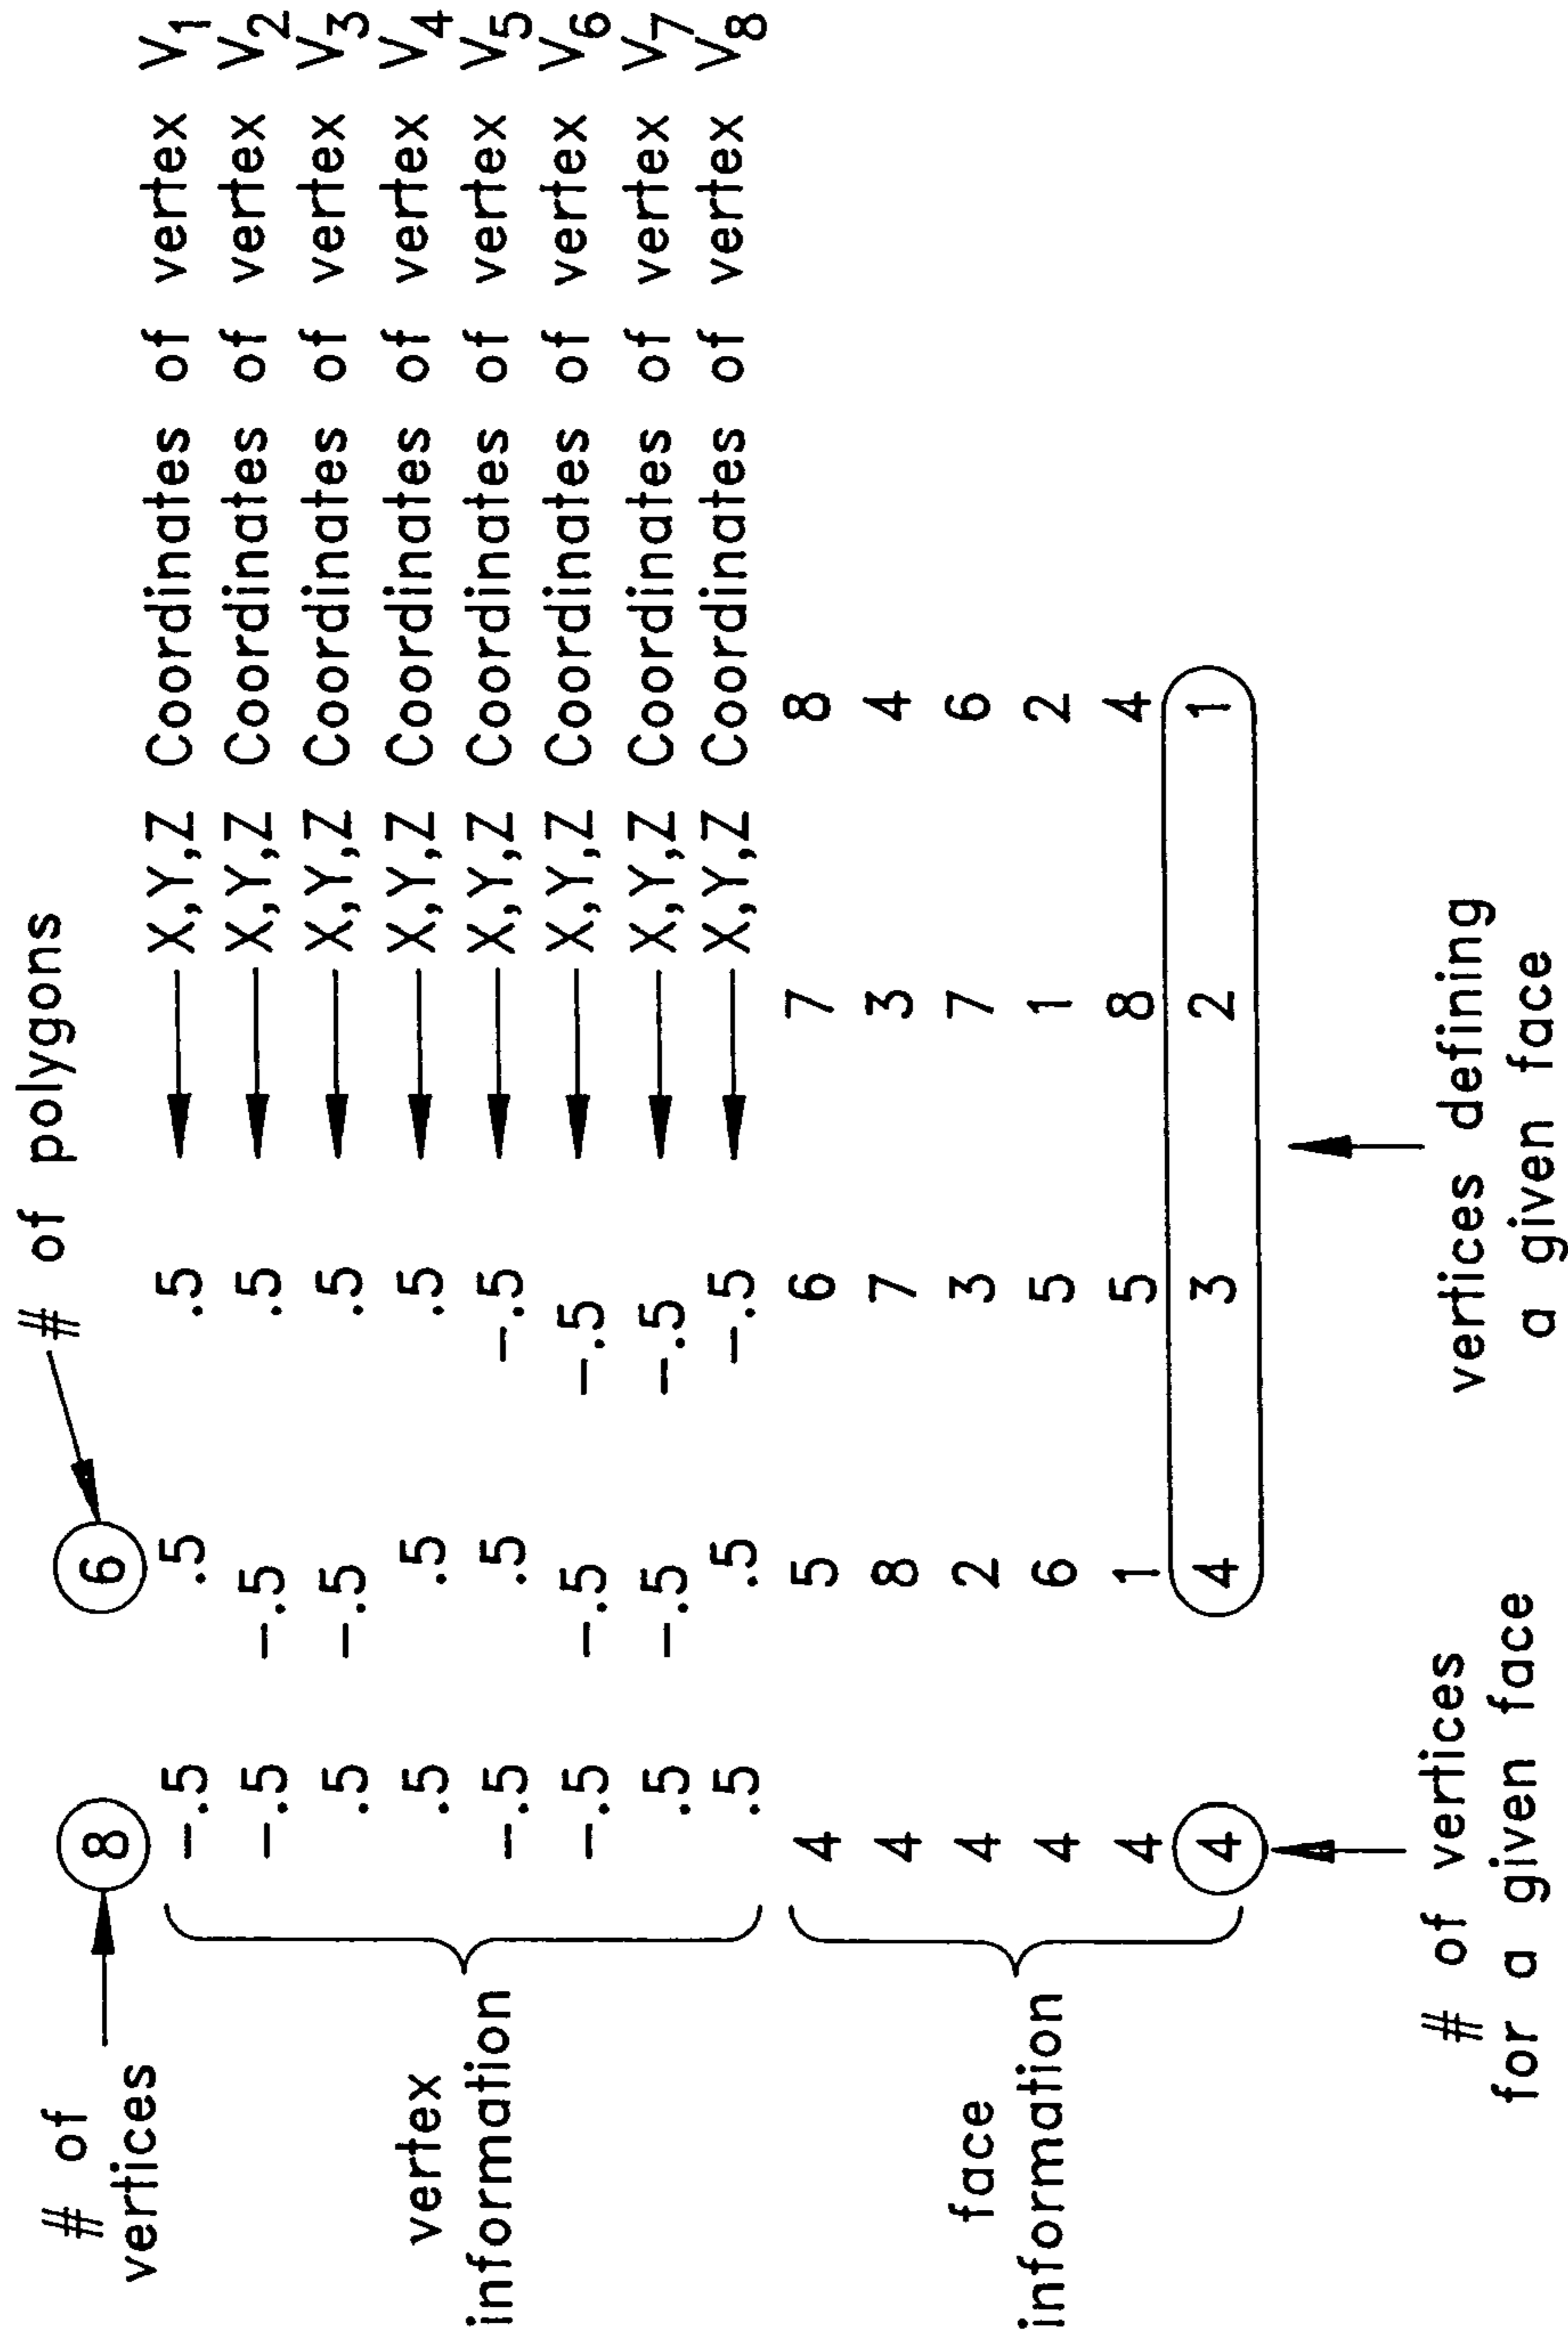 # of polygons
# of
vertices
8 6
-.5 .5 .5 X,Y,Z Coordinates of vertex V1
-.5 -.5 .5 X,Y,Z Coordinates of vertex V2
.5 -.5 .5 X,Y,Z Coordinates of vertex V3
.5 .5 .5 X,Y,Z Coordinates of vertex V4
-.5 .5 -.5 X,Y,Z Coordinates of vertex V5
-.5 -.5 -.5 X,Y,Z Coordinates of vertex V6
.5 -.5 -.5 X,Y,Z Coordinates of vertex V7
.5 .5 -.5 X,Y,Z Coordinates of vertex V8
vertex
information
4 5 6 7 8
4 8 7 3 4
4 2 3 7 6
4 6 5 1 2
4 1 5 8 4
4 4 3 2 1
face
information
# of vertices
for a given face
vertices defining
a given face